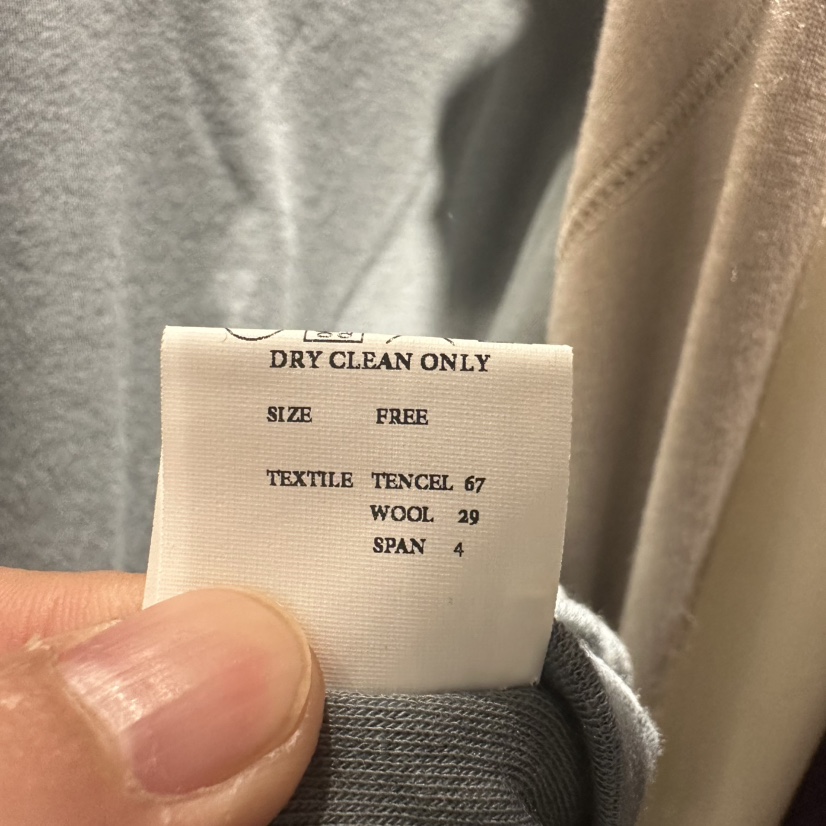 DRY CLEAN ONLY
SIZE FREE
TEXTILE TENCEL 67
WOOL 29
SPAN 4